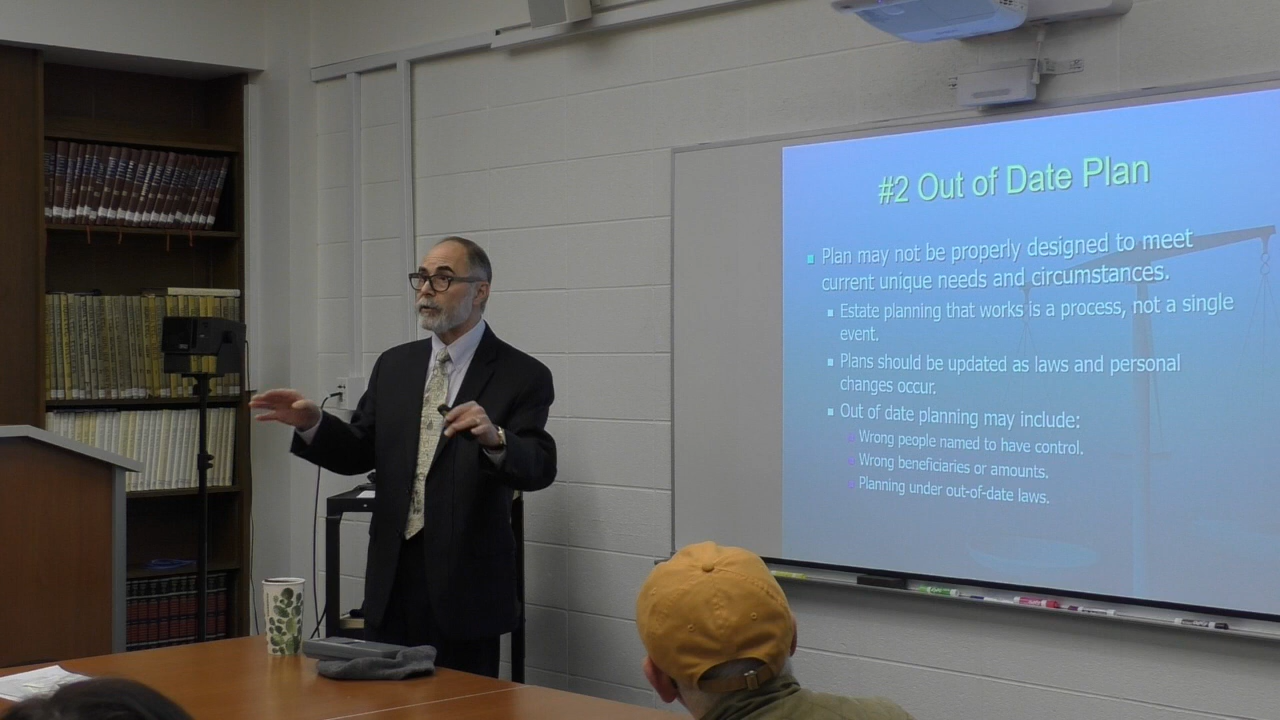 #2 Out of Date Plan
Plan may not be properly designed to meet
current unique needs and circumstances.
Estate planning that works is a process, not a single
event.
Plans should be updated as laws and personal
changes occur.
Out of date planning may include:
Wrong people named to have control.
Wrong beneficiaries or amounts.
Planning under out-of-date laws.